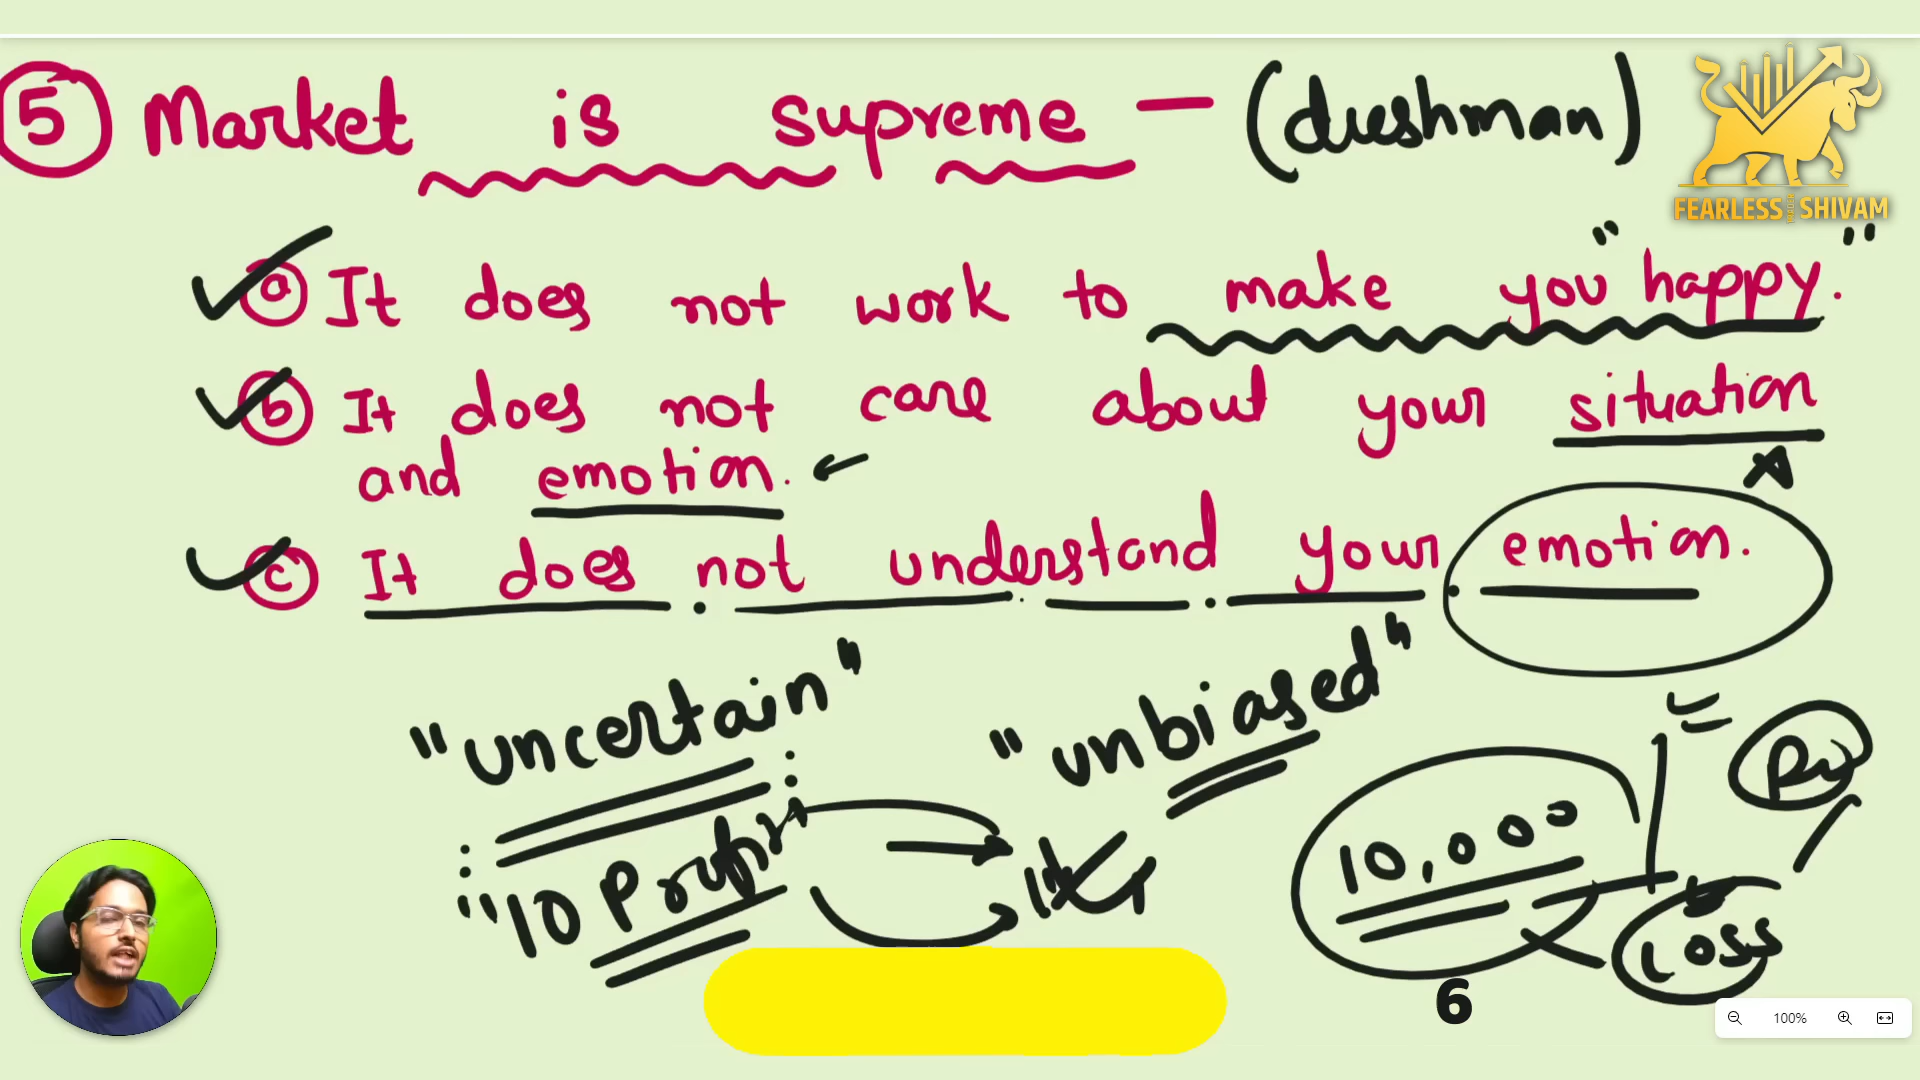 5 Market is supreme - (dushman)
FEARLESS SHIVAM
a It does not work to make you "happy."
b It does not care about your situation
and emotion.
c It does not understand your emotion.
"uncertain" "unbiased"
"10 Profit
10,000
Loss
6
100%